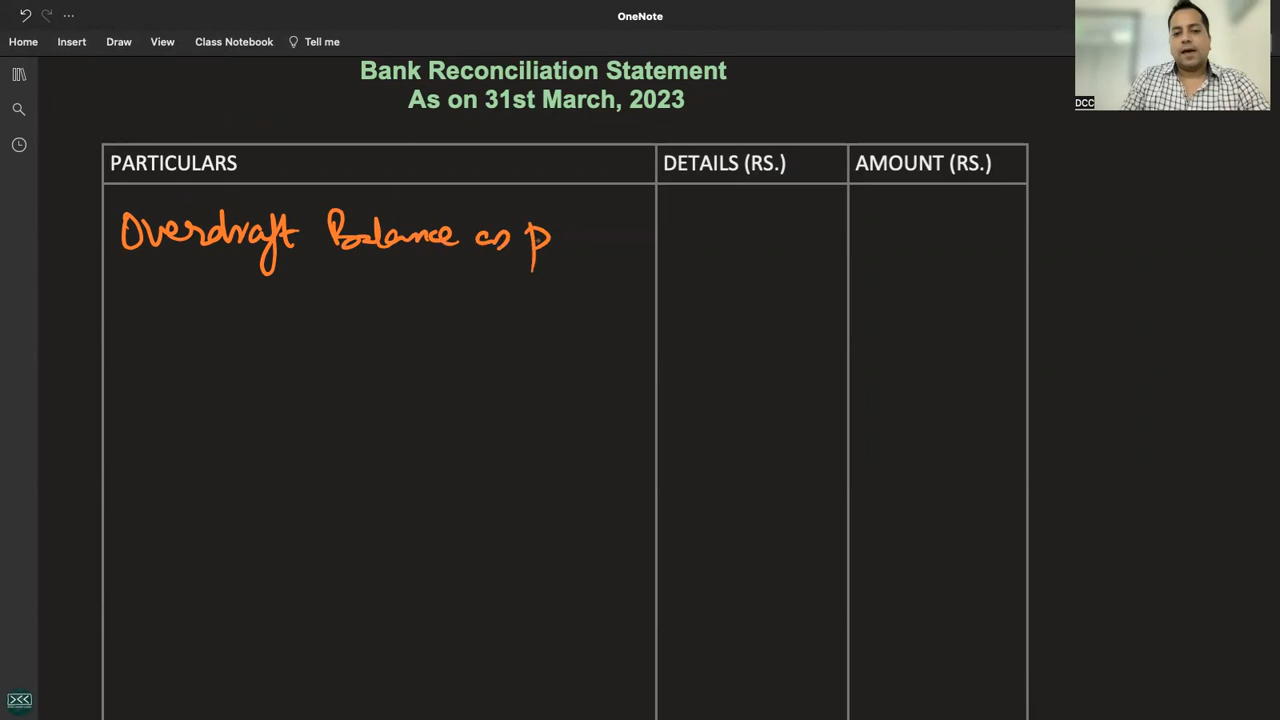 OneNote
Home Insert Draw View Class Notebook Tell me
Bank Reconciliation Statement
As on 31st March, 2023
DCC
PARTICULARS DETAILS (RS.) AMOUNT (RS.)
Overdraft Balance as p